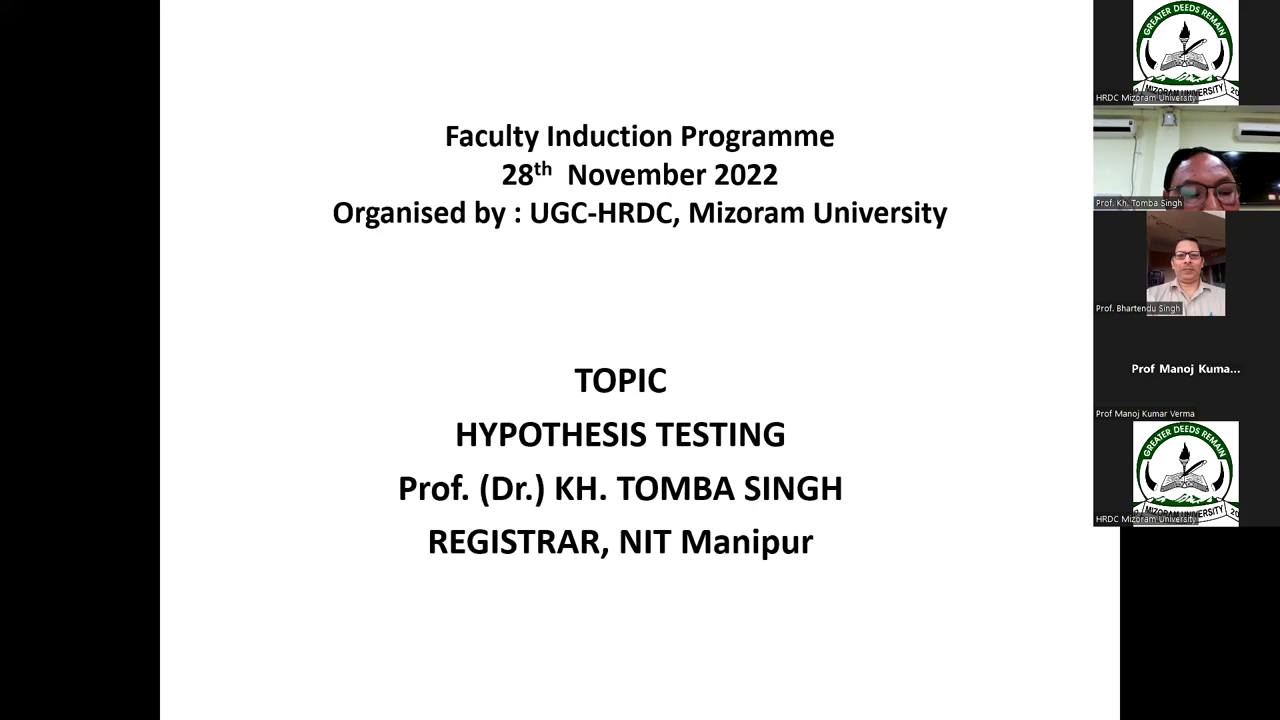 Faculty Induction Programme
28th November 2022
Organised by : UGC-HRDC, Mizoram University
TOPIC
HYPOTHESIS TESTING
Prof. (Dr.) KH. TOMBA SINGH
REGISTRAR, NIT Manipur
GREATER DEEDS REMAIN
MIZORAM UNIVERSITY
HRDC Mizoram University
Prof. Kh. Tomba Singh
Prof. Bhartendu Singh
Prof Manoj Kuma...
Prof Manoj Kumar Verma
GREATER DEEDS REMAIN
MIZORAM UNIVERSITY
HRDC Mizoram University